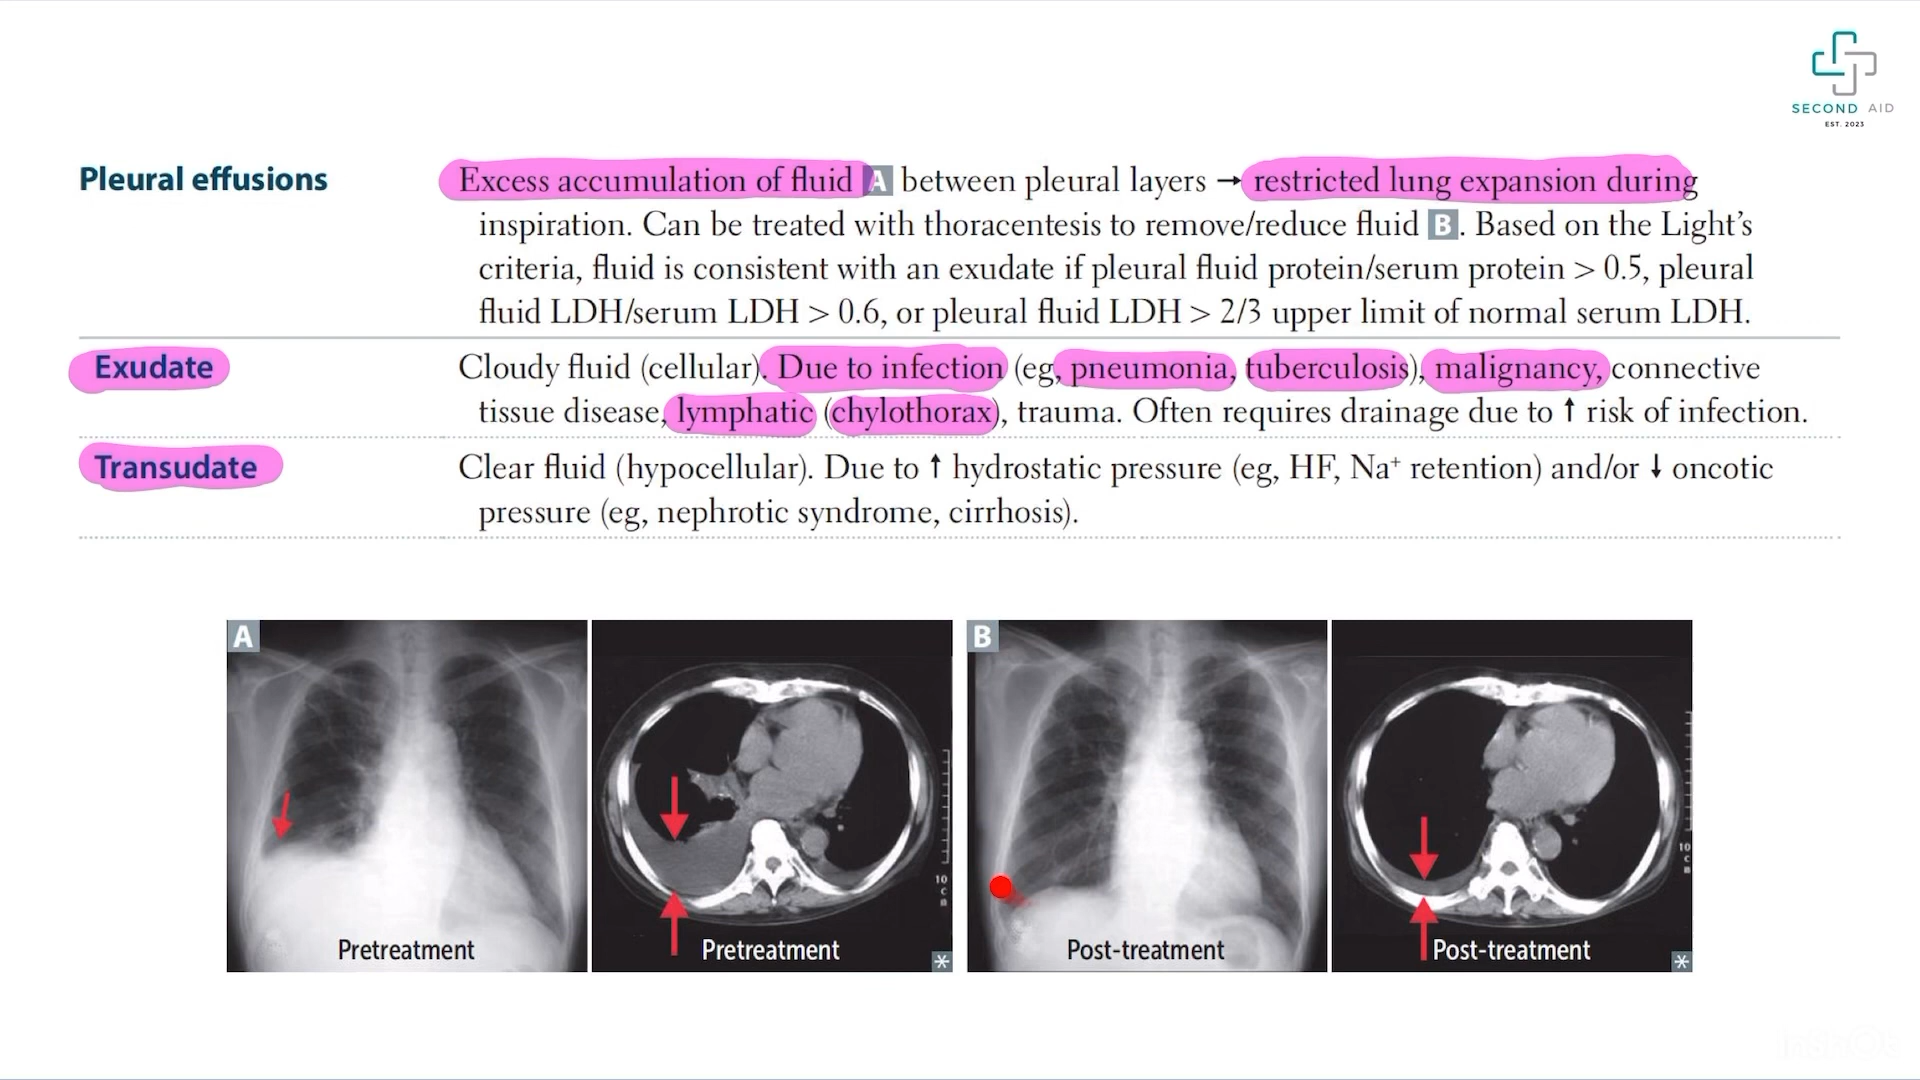 SECOND AID
EST. 2023
Pleural effusions
Excess accumulation of fluid A between pleural layers → restricted lung expansion during
inspiration. Can be treated with thoracentesis to remove/reduce fluid B. Based on the Light’s
criteria, fluid is consistent with an exudate if pleural fluid protein/serum protein > 0.5, pleural
fluid LDH/serum LDH > 0.6, or pleural fluid LDH > 2/3 upper limit of normal serum LDH.
Exudate
Cloudy fluid (cellular). Due to infection (eg, pneumonia, tuberculosis), malignancy, connective
tissue disease, lymphatic (chylothorax), trauma. Often requires drainage due to ↑ risk of infection.
Transudate
Clear fluid (hypocellular). Due to ↑ hydrostatic pressure (eg, HF, Na⁺ retention) and/or ↓ oncotic
pressure (eg, nephrotic syndrome, cirrhosis).
A
Pretreatment
10
c
Pretreatment
B
Post-treatment
10
c
Post-treatment